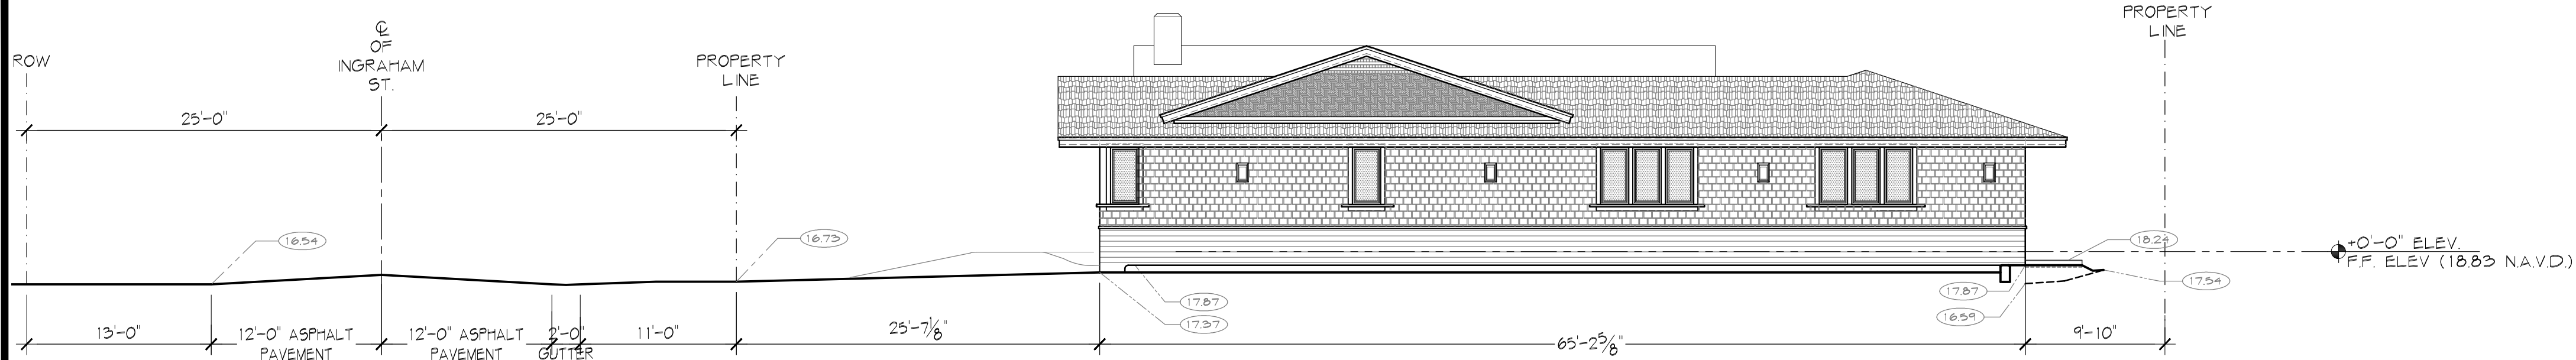 ROW
℄
OF
INGRAHAM
ST.
PROPERTY
LINE
PROPERTY
LINE
25'-0"
25'-0"
16.54
16.73
18.24
+0'-0" ELEV.
F.F. ELEV (18.83 N.A.V.D.)
17.87
17.37
17.87
16.59
17.54
13'-0"
12'-0" ASPHALT
PAVEMENT
12'-0" ASPHALT
PAVEMENT
2'-0"
GUTTER
11'-0"
25'-7⅛"
65'-2⅝"
9'-10"